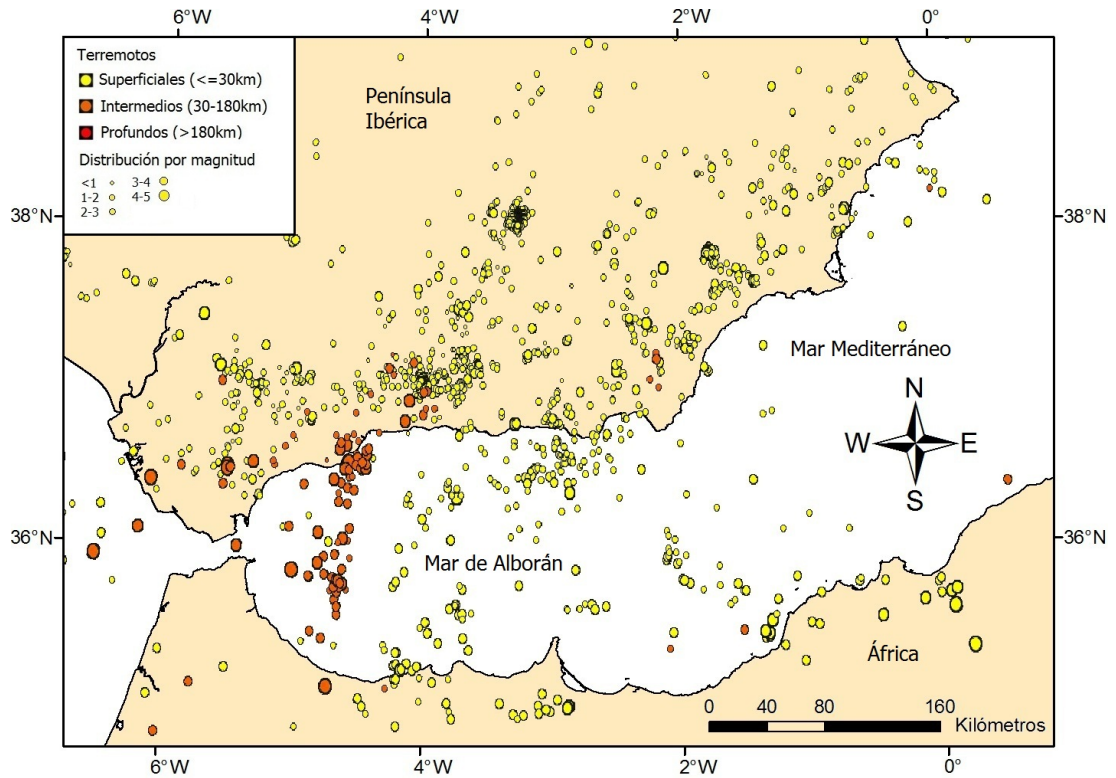 6°W 4°W 2°W 0°
Terremotos
Superficiales (<=30km)
Intermedios (30-180km)
Profundos (>180km)
Distribución por magnitud
<1 3-4
1-2 4-5
2-3
Península
Ibérica
38°N 38°N
Mar Mediterráneo
N
W E
S
36°N 36°N
Mar de Alborán
África
0 40 80 160
Kilómetros
6°W 4°W 2°W 0°